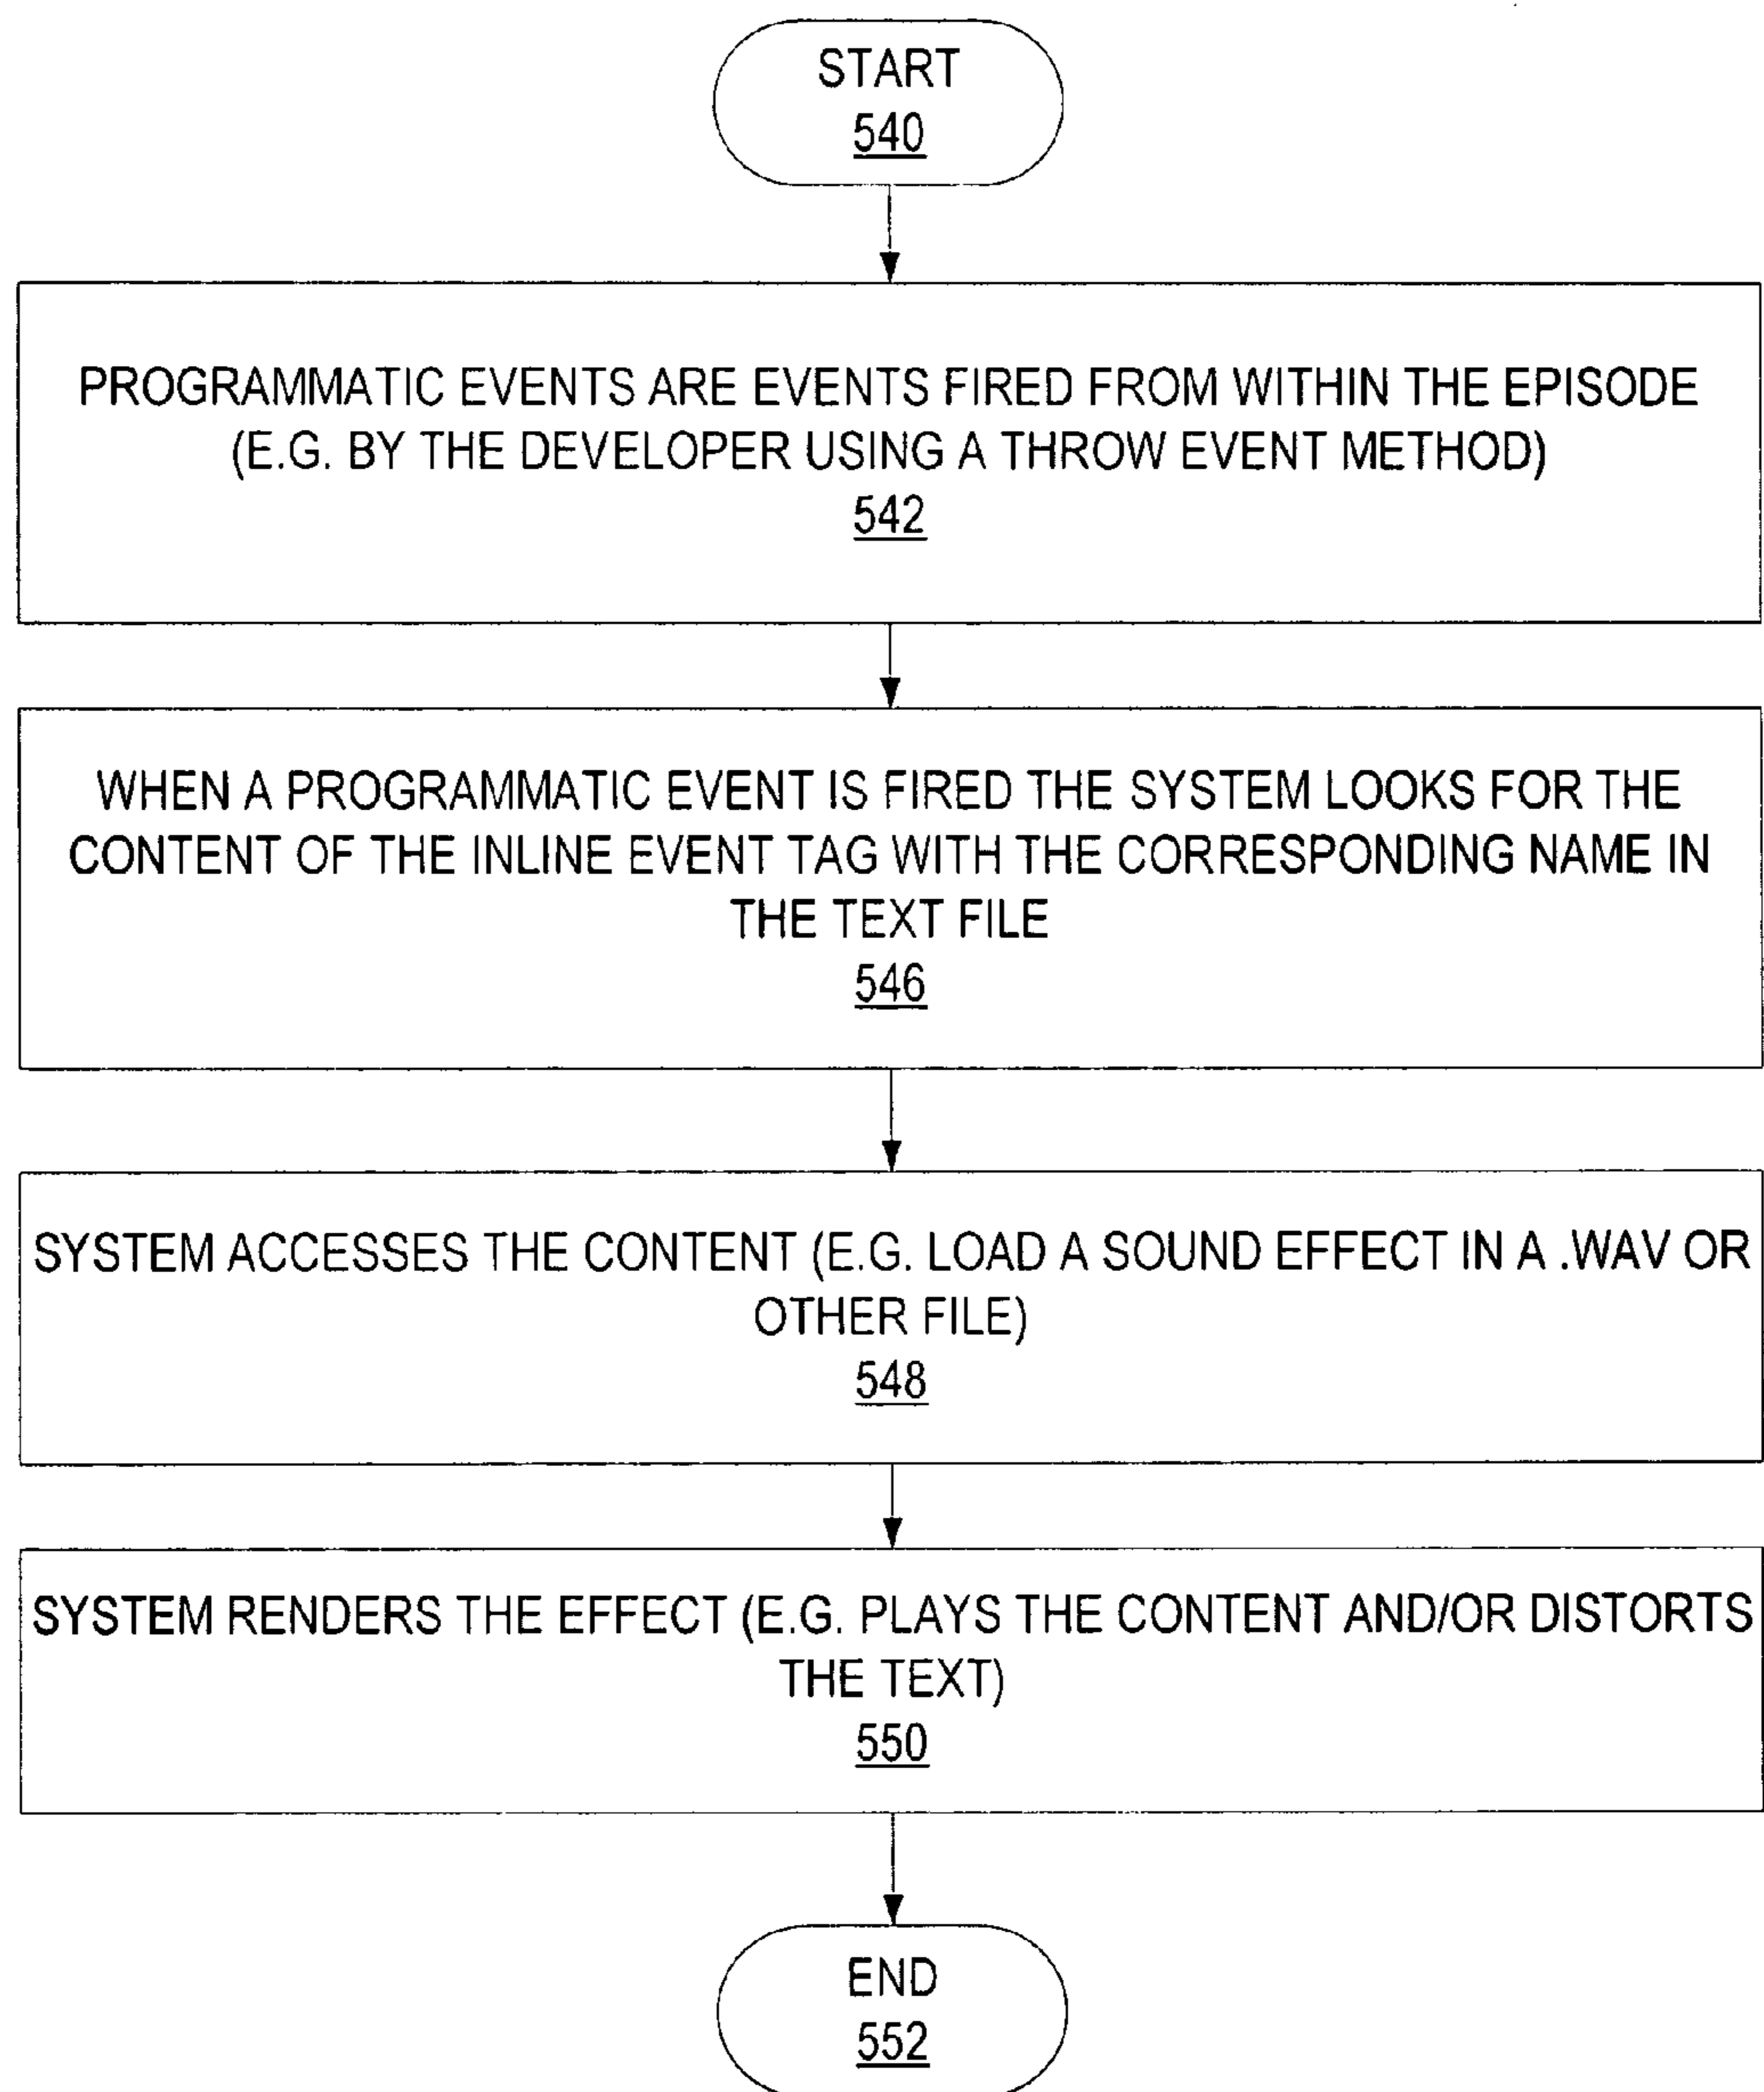 START
540
PROGRAMMATIC EVENTS ARE EVENTS FIRED FROM WITHIN THE EPISODE
(E.G. BY THE DEVELOPER USING A THROW EVENT METHOD)
542
WHEN A PROGRAMMATIC EVENT IS FIRED THE SYSTEM LOOKS FOR THE
CONTENT OF THE INLINE EVENT TAG WITH THE CORRESPONDING NAME IN
THE TEXT FILE
546
SYSTEM ACCESSES THE CONTENT (E.G. LOAD A SOUND EFFECT IN A .WAV OR
OTHER FILE)
548
SYSTEM RENDERS THE EFFECT (E.G. PLAYS THE CONTENT AND/OR DISTORTS
THE TEXT)
550
END
552